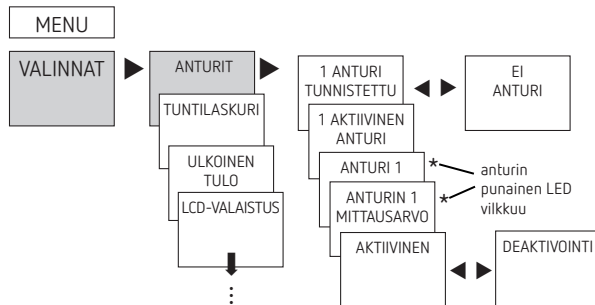 MENU
VALINNAT
ANTURIT
TUNTILASKURI
ULKOINEN
TULO
LCD-VALAISTUS
1 ANTURI
TUNNISTETTU
EI
ANTURI
1 AKTIIVINEN
ANTURI
ANTURI 1
*
ANTURIN 1
MITTAUSARVO
*
anturin
punainen LED
vilkkuu
AKTIIVINEN
DEAKTIVOINTI